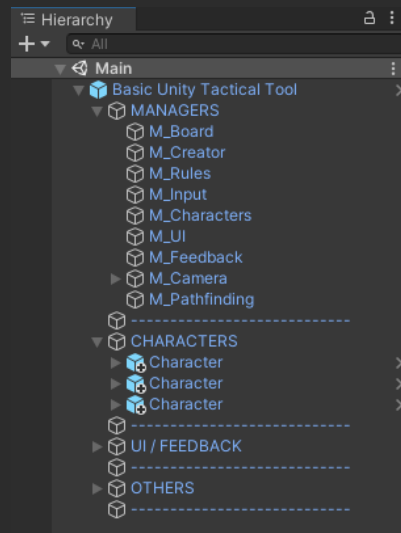 Hierarchy
All
Main
Basic Unity Tactical Tool
MANAGERS
M_Board
M_Creator
M_Rules
M_Input
M_Characters
M_UI
M_Feedback
M_Camera
M_Pathfinding
----------------------------
CHARACTERS
Character
Character
Character
----------------------------
UI / FEEDBACK
----------------------------
OTHERS
----------------------------